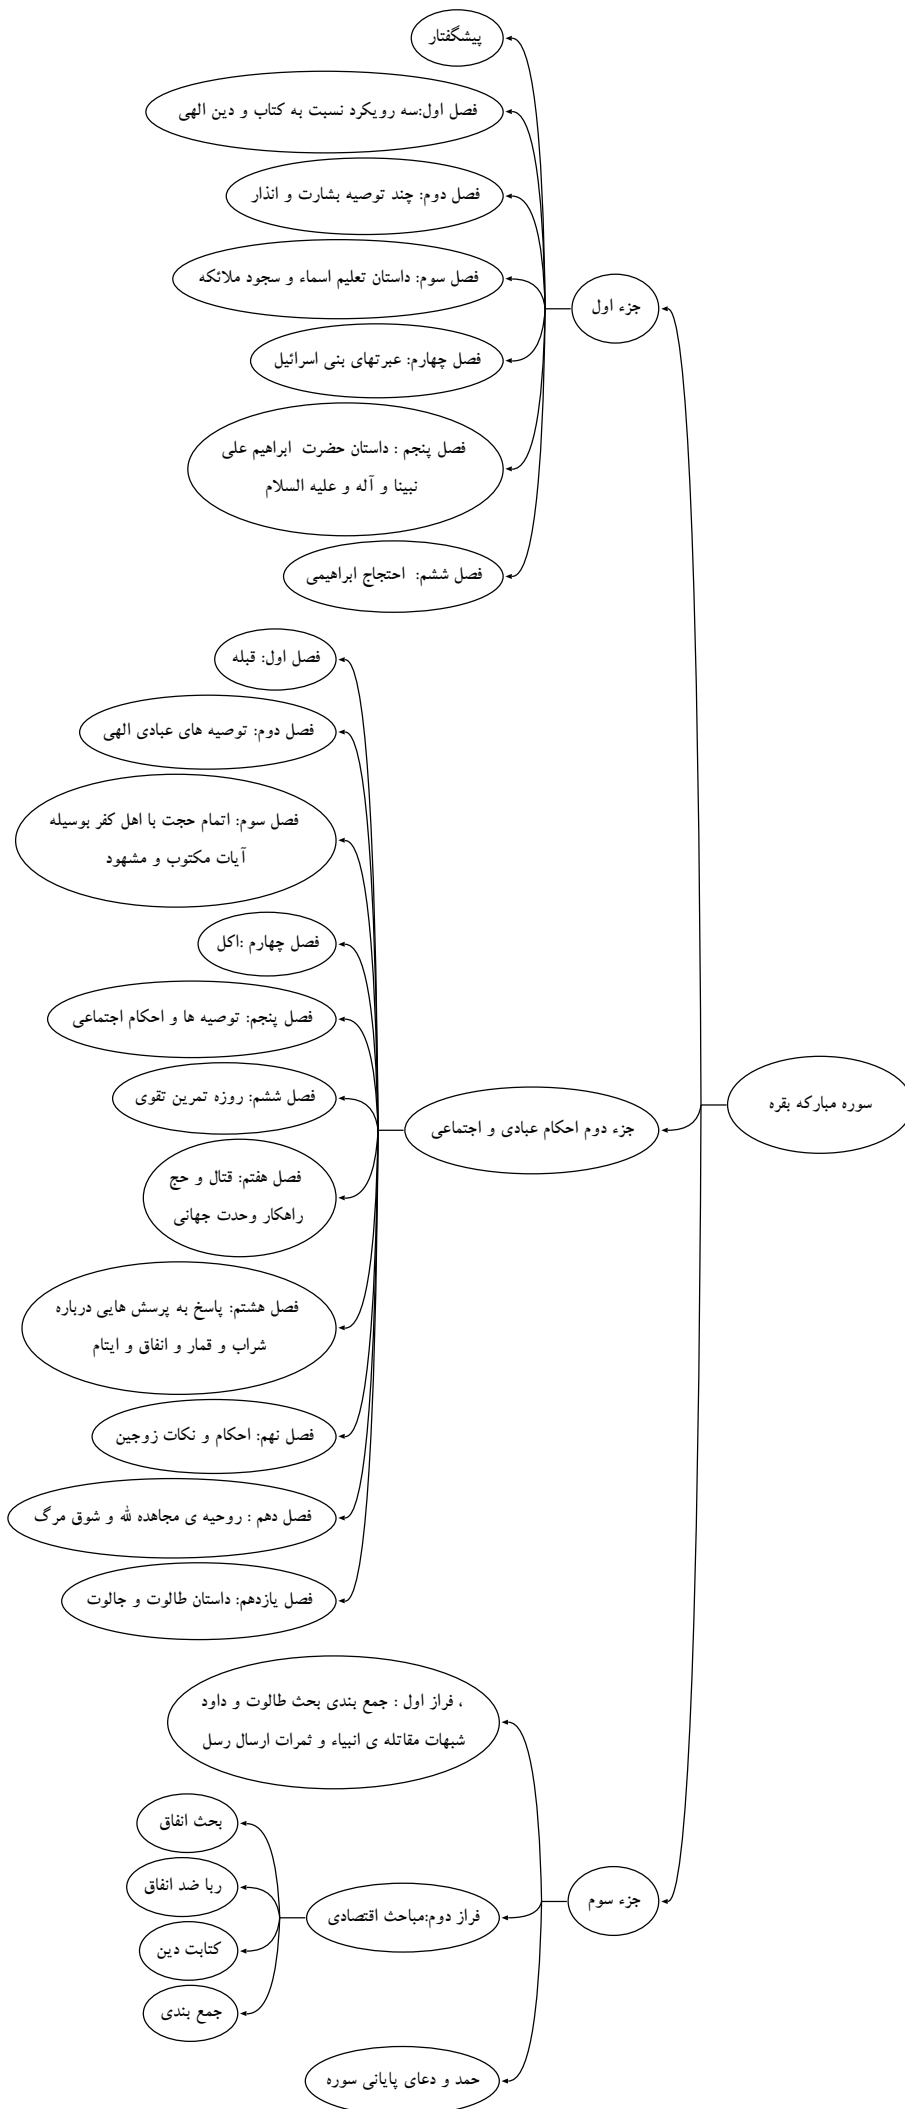 سوره مبارکه بقره
جزء اول
پیشگفتار
فصل اول:سه رویکرد نسبت به کتاب و دین الهی
فصل دوم: چند توصیه بشارت و انذار
فصل سوم: داستان تعلیم اسماء و سجود ملائکه
فصل چهارم: عبرتهای بنی اسرائیل
فصل پنجم : داستان حضرت ابراهیم علی
نبینا و آله و علیه السلام
فصل ششم: احتجاج ابراهیمی
جزء دوم احکام عبادی و اجتماعی
فصل اول: قبله
فصل دوم: توصیه های عبادی الهی
فصل سوم: اتمام حجت با اهل کفر بوسیله
آیات مکتوب و مشهود
فصل چهارم :اکل
فصل پنجم: توصیه ها و احکام اجتماعی
فصل ششم: روزه تمرین تقوی
فصل هفتم: قتال و حج
راهکار وحدت جهانی
فصل هشتم: پاسخ به پرسش هایی درباره
شراب و قمار و انفاق و ایتام
فصل نهم: احکام و نکات زوجین
فصل دهم : روحیه ی مجاهده لله و شوق مرگ
فصل یازدهم: داستان طالوت و جالوت
جزء سوم
، فراز اول : جمع بندی بحث طالوت و داود
شبهات مقاتله ی انبیاء و ثمرات ارسال رسل
فراز دوم:مباحث اقتصادی
بحث انفاق
ربا ضد انفاق
کتابت دین
جمع بندی
حمد و دعای پایانی سوره